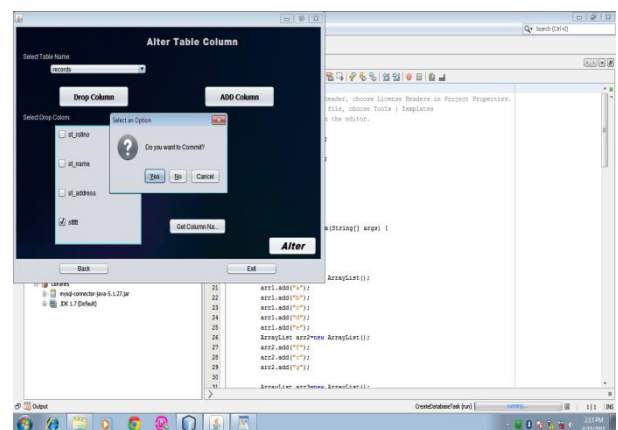 Search (Ctrl+I)
Alter Table Column
Select Table Name:
records
Drop Column
ADD Column
Select Drop Colom:
st_rollno
st_name
st_address
Select an Option
Do you want to Commit?
Yes
No
Cancel
Get Column Na...
Alter
Back
Exit
header, choose License Headers in Project Properties.
file, choose Tools | Templates
n the editor.
n(String[] args) {
ArrayList();
21 arr1.add("a");
22 arr1.add("b");
23 arr1.add("c");
24 arr1.add("d");
25 arr1.add("e");
26 ArrayList arr2=new ArrayList();
27 arr2.add("f");
28 arr2.add("c");
29 arr2.add("g");
30
31 ArrayList arr3=new ArrayList();
Libraries
mysql-connector-java-5.1.27.jar
JDK 1.7 (Default)
Output
CreateDatabaseTask (run)
running...
1|1
INS
2:13 PM